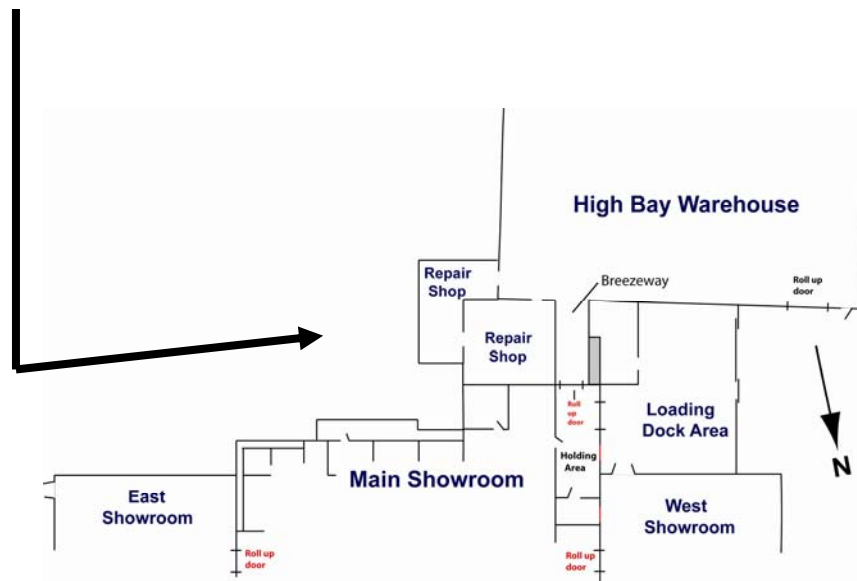 High Bay Warehouse
Repair
Shop
Breezeway
Roll up
door
Repair
Shop
Roll
up
door
Loading
Dock Area
Holding
Area
N
Main Showroom
East
Showroom
West
Showroom
Roll up
door
Roll up
door